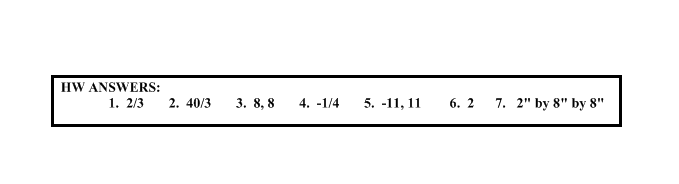 HW ANSWERS:
1. 2/3 2. 40/3 3. 8, 8 4. -1/4 5. -11, 11 6. 2 7. 2" by 8" by 8"